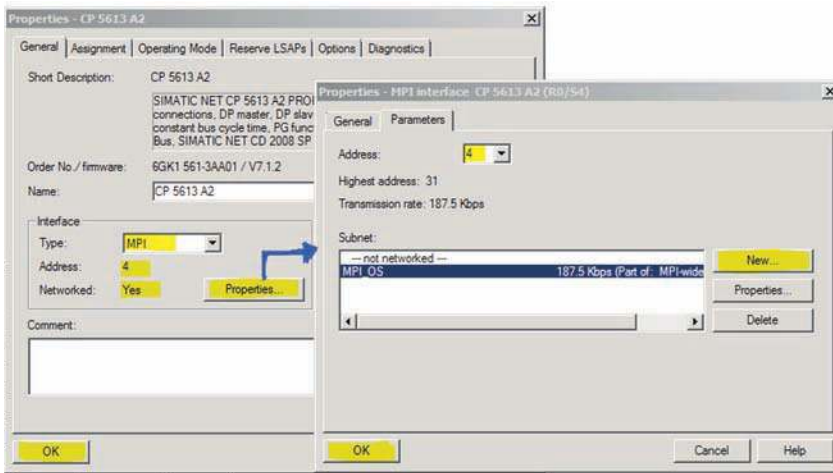 Properties - CP 5613 A2
General
Assignment
Operating Mode
Reserve LSAPs
Options
Diagnostics
Short Description:
CP 5613 A2
SIMATIC NET CP 5613 A2
connections, DP master, DP
constant bus cycle time, PG
Bus, SIMATIC NET CD 2008 SP
Order No./ firmware:
6GK1 561-3AA01 / V7.1.2
Name:
CP 5613 A2
Interface
Type:
MPI
Address:
4
Networked:
Yes
Properties...
Comment:
OK
Properties - MPI interface CP 5613 A2 (R0/S4)
General
Parameters
Address:
4
Highest address: 31
Transmission rate: 187.5 Kbps
Subnet:
--- not networked ---
MPI_OS 187.5 Kbps (Part of: MPI-wide
New...
Properties...
Delete
OK
Cancel
Help